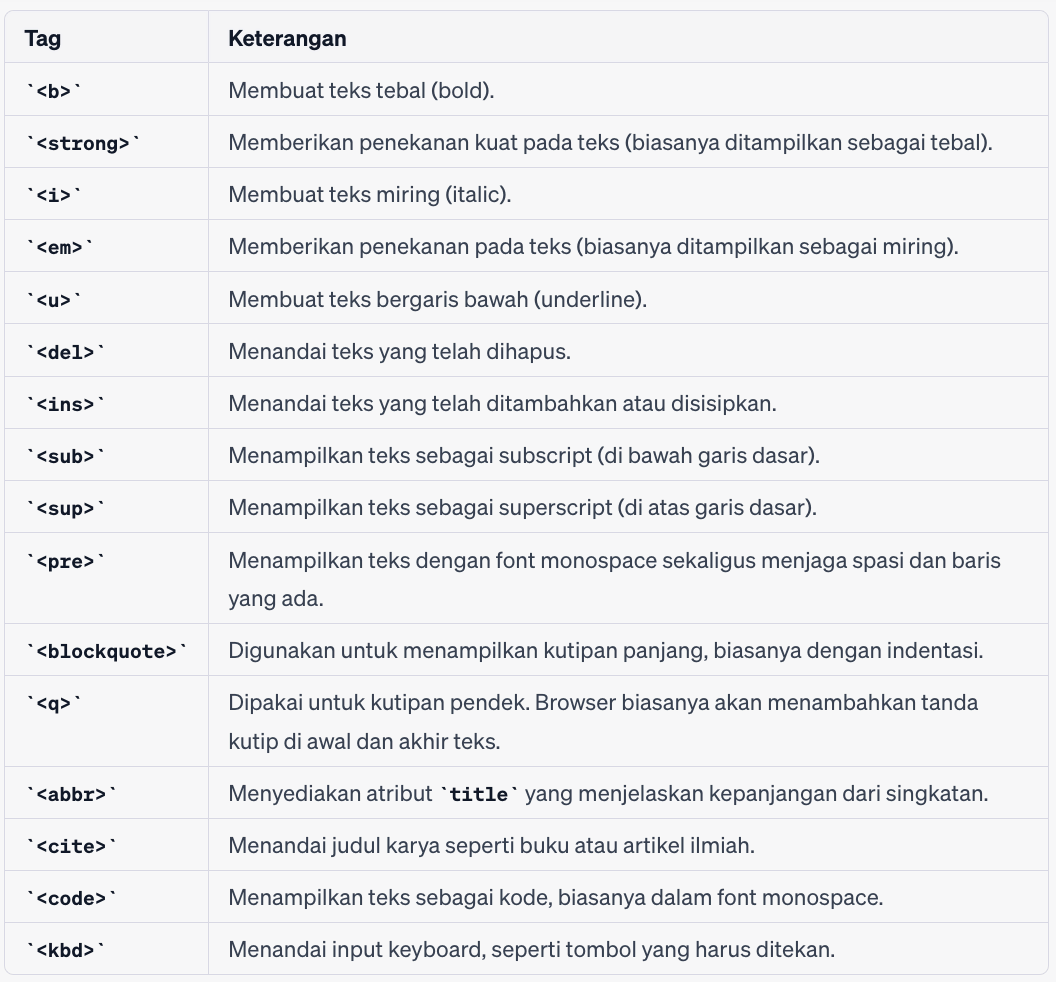 Tag Keterangan
`<b>` Membuat teks tebal (bold).
`<strong>` Memberikan penekanan kuat pada teks (biasanya ditampilkan sebagai tebal).
`<i>` Membuat teks miring (italic).
`<em>` Memberikan penekanan pada teks (biasanya ditampilkan sebagai miring).
`<u>` Membuat teks bergaris bawah (underline).
`<del>` Menandai teks yang telah dihapus.
`<ins>` Menandai teks yang telah ditambahkan atau disisipkan.
`<sub>` Menampilkan teks sebagai subscript (di bawah garis dasar).
`<sup>` Menampilkan teks sebagai superscript (di atas garis dasar).
`<pre>` Menampilkan teks dengan font monospace sekaligus menjaga spasi dan baris
yang ada.
`<blockquote>` Digunakan untuk menampilkan kutipan panjang, biasanya dengan indentasi.
`<q>` Dipakai untuk kutipan pendek. Browser biasanya akan menambahkan tanda
kutip di awal dan akhir teks.
`<abbr>` Menyediakan atribut `title` yang menjelaskan kepanjangan dari singkatan.
`<cite>` Menandai judul karya seperti buku atau artikel ilmiah.
`<code>` Menampilkan teks sebagai kode, biasanya dalam font monospace.
`<kbd>` Menandai input keyboard, seperti tombol yang harus ditekan.